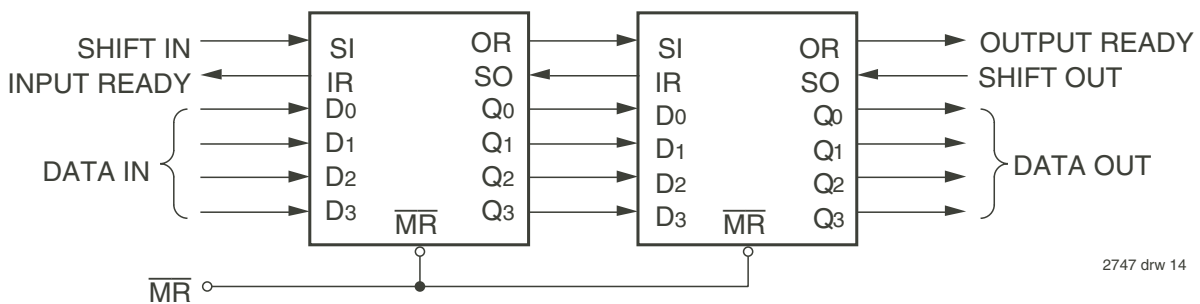 SHIFT IN
INPUT READY
DATA IN
SI
IR
D0
D1
D2
D3
OR
SO
Q0
Q1
Q2
Q3
MR
SI
IR
D0
D1
D2
D3
OR
SO
Q0
Q1
Q2
Q3
MR
OUTPUT READY
SHIFT OUT
DATA OUT
MR
2747 drw 14